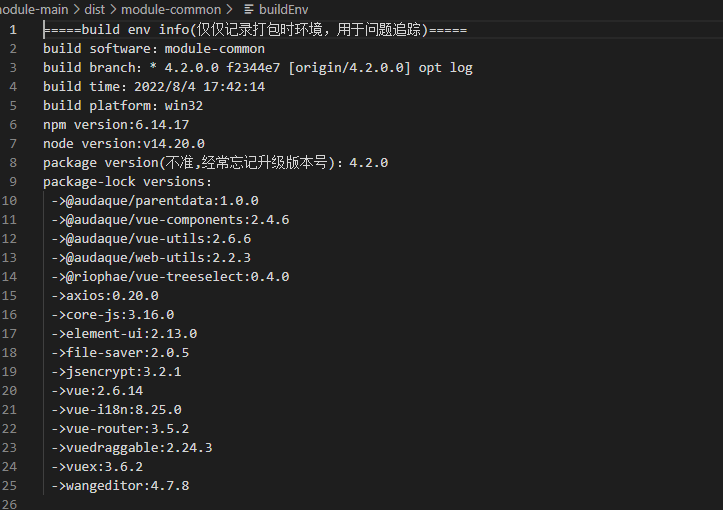 nodule-main > dist > module-common > buildEnv
1 =====build env info(仅仅记录打包时环境，用于问题追踪)=====
2 build software：module-common
3 build branch：* 4.2.0.0 f2344e7 [origin/4.2.0.0] opt log
4 build time：2022/8/4 17:42:14
5 build platform：win32
6 npm version:6.14.17
7 node version:v14.20.0
8 package version(不准,经常忘记升级版本号)：4.2.0
9 package-lock versions：
10 ->@audaque/parentdata:1.0.0
11 ->@audaque/vue-components:2.4.6
12 ->@audaque/vue-utils:2.6.6
13 ->@audaque/web-utils:2.2.3
14 ->@riophae/vue-treeselect:0.4.0
15 ->axios:0.20.0
16 ->core-js:3.16.0
17 ->element-ui:2.13.0
18 ->file-saver:2.0.5
19 ->jsencrypt:3.2.1
20 ->vue:2.6.14
21 ->vue-i18n:8.25.0
22 ->vue-router:3.5.2
23 ->vuedraggable:2.24.3
24 ->vuex:3.6.2
25 ->wangeditor:4.7.8
26